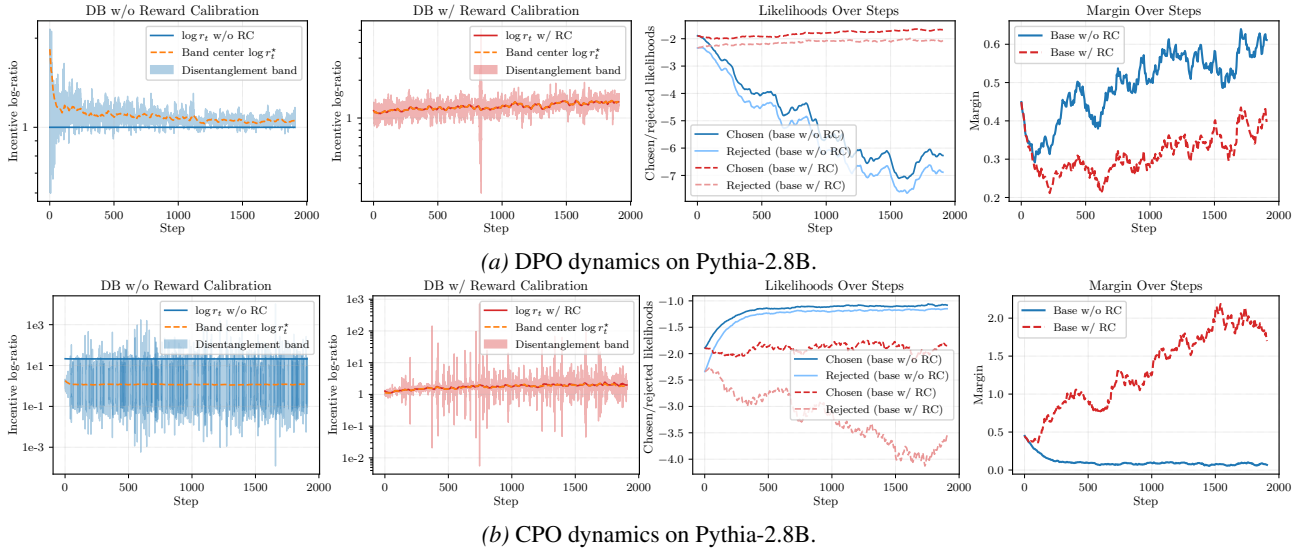 DB w/o Reward Calibration
Incentive log-ratio
1
log r_t w/o RC
Band center log r_t^⋆
Disentanglement band
0 500 1000 1500 2000
Step
DB w/ Reward Calibration
Incentive log-ratio
1
log r_t w/ RC
Band center log r_t^⋆
Disentanglement band
0 500 1000 1500 2000
Step
Likelihoods Over Steps
Chosen/rejected likelihoods
−2
−3
−4
−5
−6
−7
Chosen (base w/o RC)
Rejected (base w/o RC)
Chosen (base w/ RC)
Rejected (base w/ RC)
0 500 1000 1500 2000
Step
Margin Over Steps
Margin
0.6
0.5
0.4
0.3
0.2
Base w/o RC
Base w/ RC
0 500 1000 1500 2000
Step
(a) DPO dynamics on Pythia-2.8B.
DB w/o Reward Calibration
Incentive log-ratio
1e3
1e1
1e-1
1e-3
log r_t w/o RC
Band center log r_t^⋆
Disentanglement band
0 500 1000 1500 2000
Step
DB w/ Reward Calibration
Incentive log-ratio
1e3
1e2
1e1
1
1e-1
1e-2
log r_t w/ RC
Band center log r_t^⋆
Disentanglement band
0 500 1000 1500 2000
Step
Likelihoods Over Steps
Chosen/rejected likelihoods
−1.0
−1.5
−2.0
−2.5
−3.0
−3.5
−4.0
Chosen (base w/o RC)
Rejected (base w/o RC)
Chosen (base w/ RC)
Rejected (base w/ RC)
0 500 1000 1500 2000
Step
Margin Over Steps
Margin
2.0
1.5
1.0
0.5
0.0
Base w/o RC
Base w/ RC
0 500 1000 1500 2000
Step
(b) CPO dynamics on Pythia-2.8B.